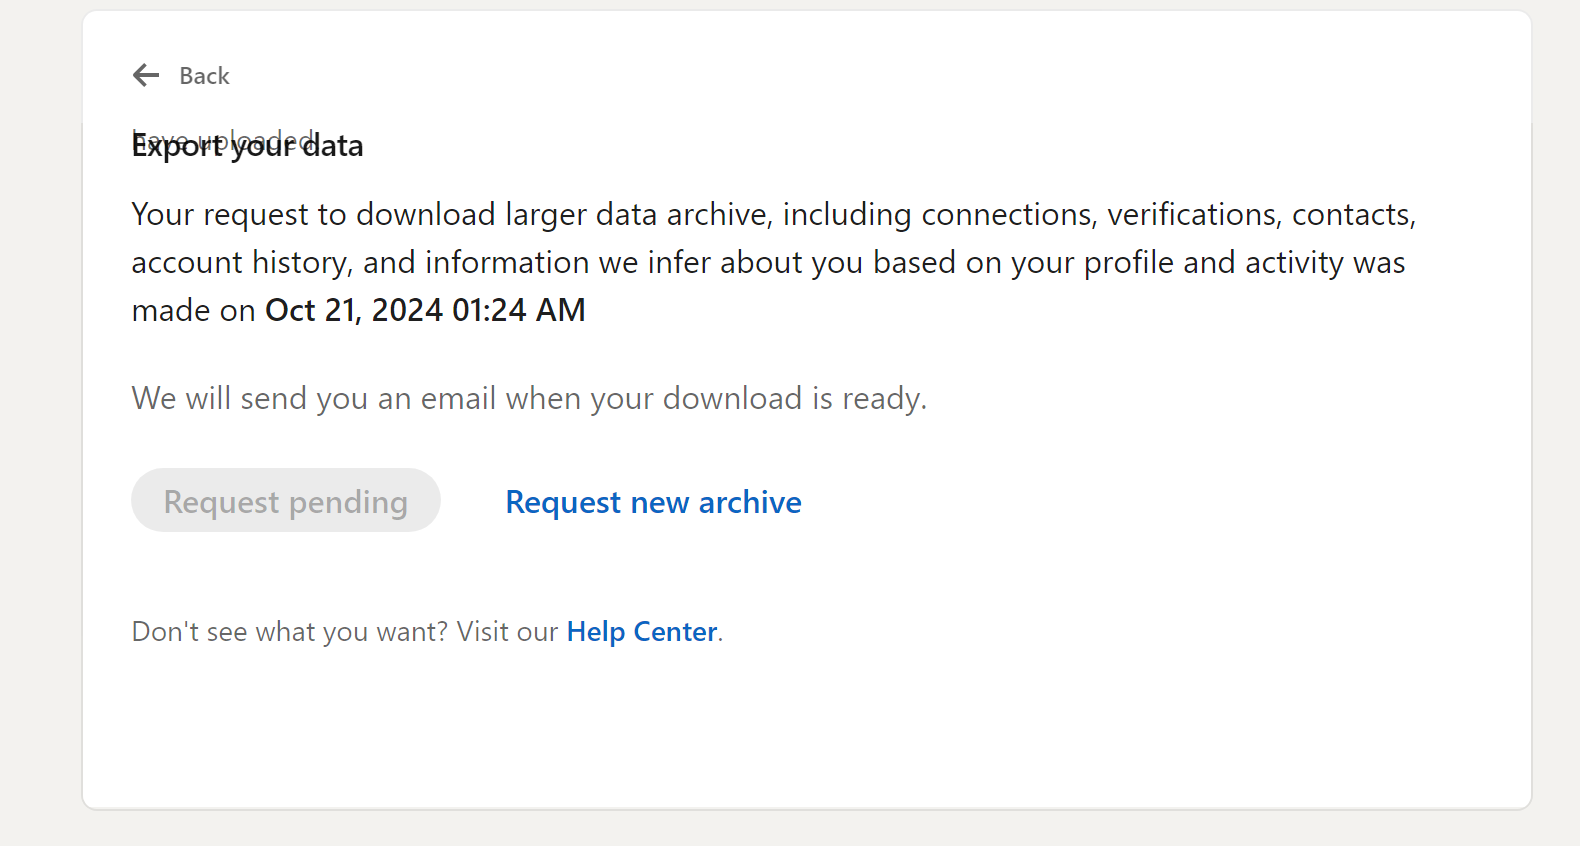 Back
have uploaded.
Export your data
Your request to download larger data archive, including connections, verifications, contacts,
account history, and information we infer about you based on your profile and activity was
made on Oct 21, 2024 01:24 AM
We will send you an email when your download is ready.
Request pending Request new archive
Don't see what you want? Visit our Help Center.